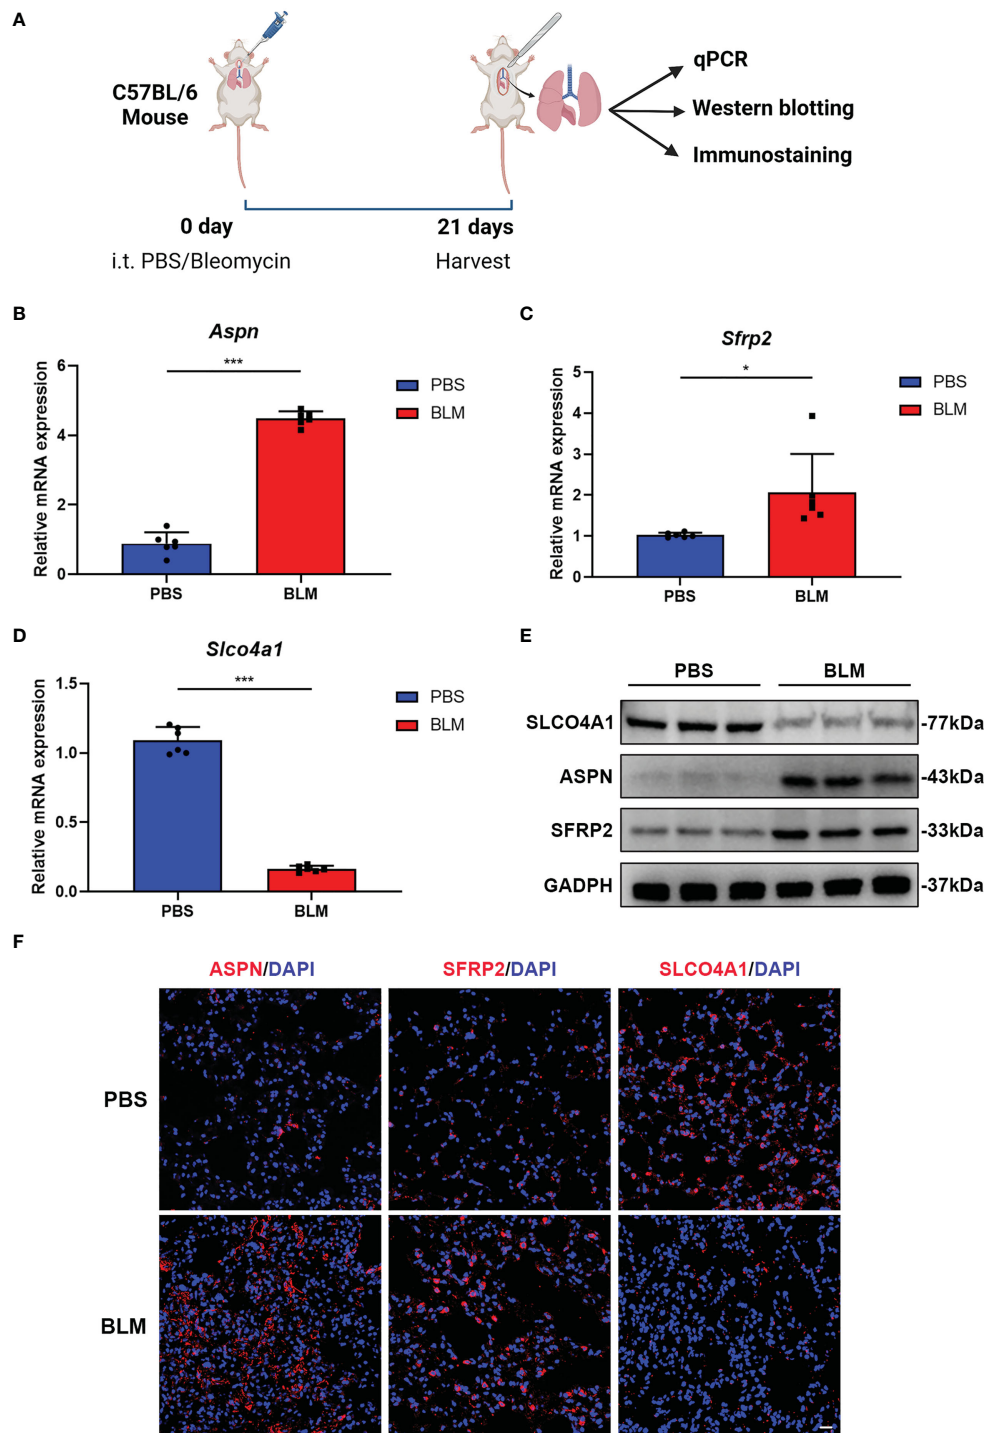 A
C57BL/6
Mouse
qPCR
Western blotting
Immunostaining
0 day
21 days
i.t. PBS/Bleomycin
Harvest
B
Aspn
***
6
4
2
0
Relative mRNA expression
PBS
BLM
PBS
BLM
C
Sfrp2
*
5
4
3
2
1
0
Relative mRNA expression
PBS
BLM
PBS
BLM
D
Slco4a1
***
1.5
1.0
0.5
0.0
Relative mRNA expression
PBS
BLM
PBS
BLM
E
PBS BLM
SLCO4A1 -77kDa
ASPN -43kDa
SFRP2 -33kDa
GADPH -37kDa
F
ASPN/DAPI SFRP2/DAPI SLCO4A1/DAPI
PBS
BLM